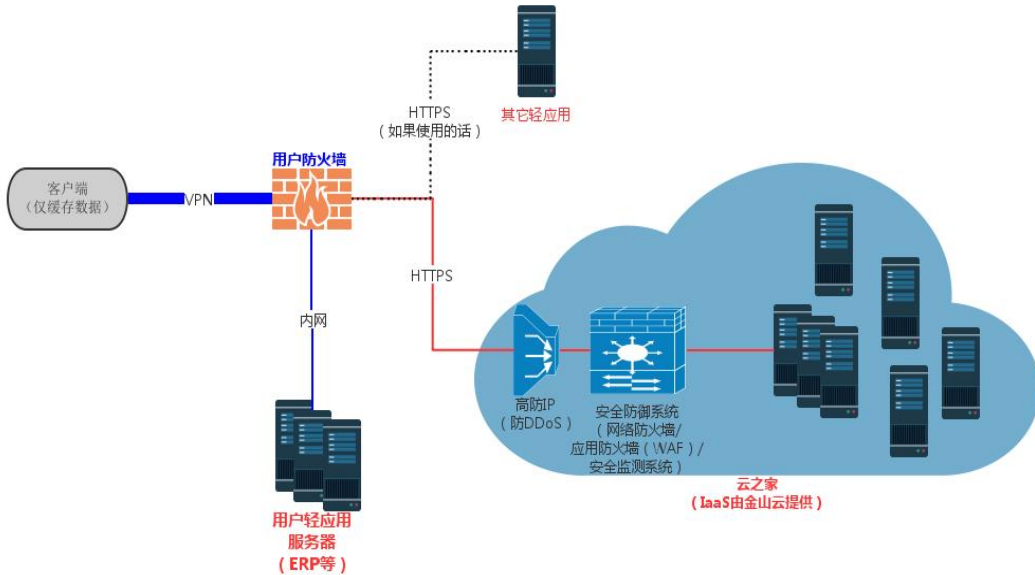 HTTPS
（如果使用的话）
其它轻应用
用户防火墙
客户端
（仅缓存数据）
VPN
HTTPS
内网
高防IP
（防DDoS）
安全防御系统
（网络防火墙/
应用防火墙（WAF）/
安全监测系统）
云之家
（IaaS由金山云提供）
用户轻应用
服务器
（ERP等）